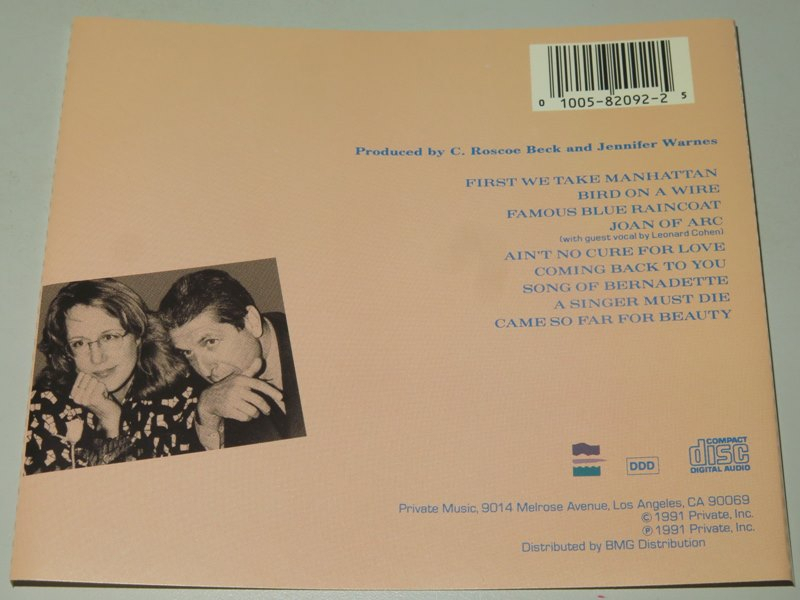 0 1005-82092-2 5
Produced by C. Roscoe Beck and Jennifer Warnes
FIRST WE TAKE MANHATTAN
BIRD ON A WIRE
FAMOUS BLUE RAINCOAT
JOAN OF ARC
(with guest vocal by Leonard Cohen)
AIN'T NO CURE FOR LOVE
COMING BACK TO YOU
SONG OF BERNADETTE
A SINGER MUST DIE
CAME SO FAR FOR BEAUTY
DDD
COMPACT
disc
DIGITAL AUDIO
Private Music, 9014 Melrose Avenue, Los Angeles, CA 90069
© 1991 Private, Inc.
℗ 1991 Private, Inc.
Distributed by BMG Distribution